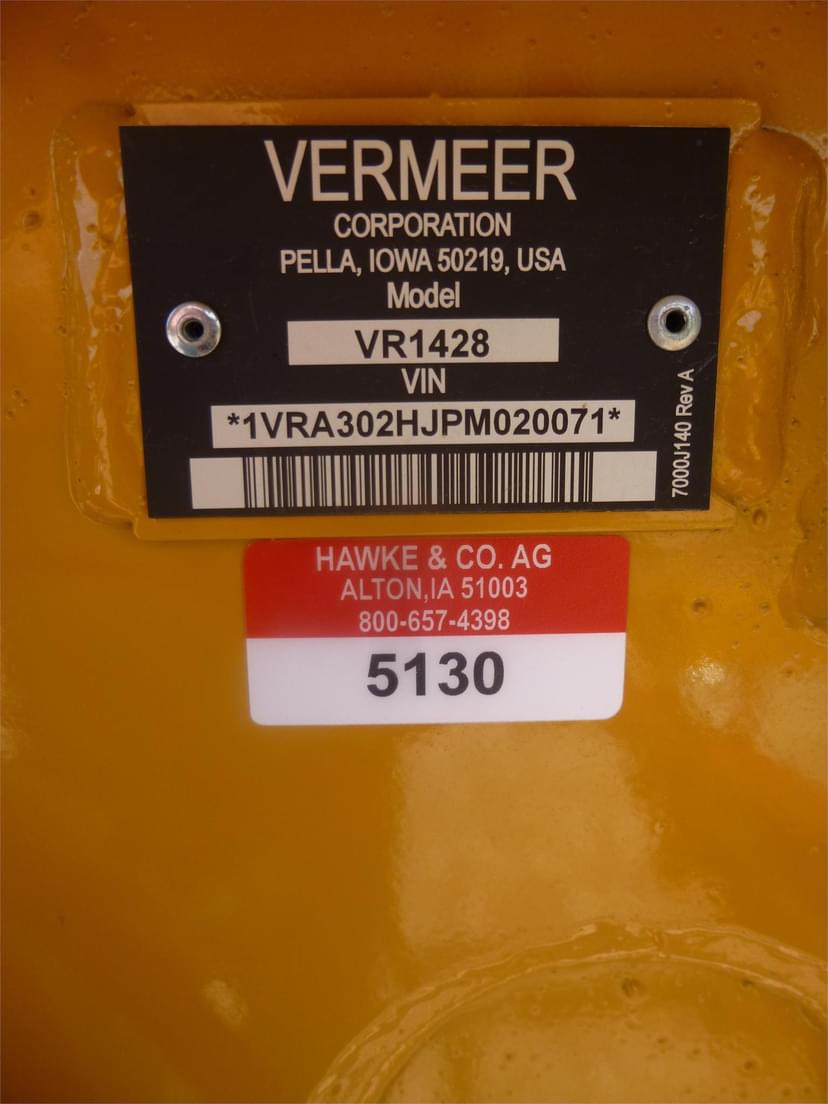 VERMEER
CORPORATION
PELLA, IOWA 50219, USA
Model
VR1428
VIN
*1VRA302HJPM020071*
7000J140 Rev A
HAWKE & CO. AG
ALTON,IA 51003
800-657-4398
5130